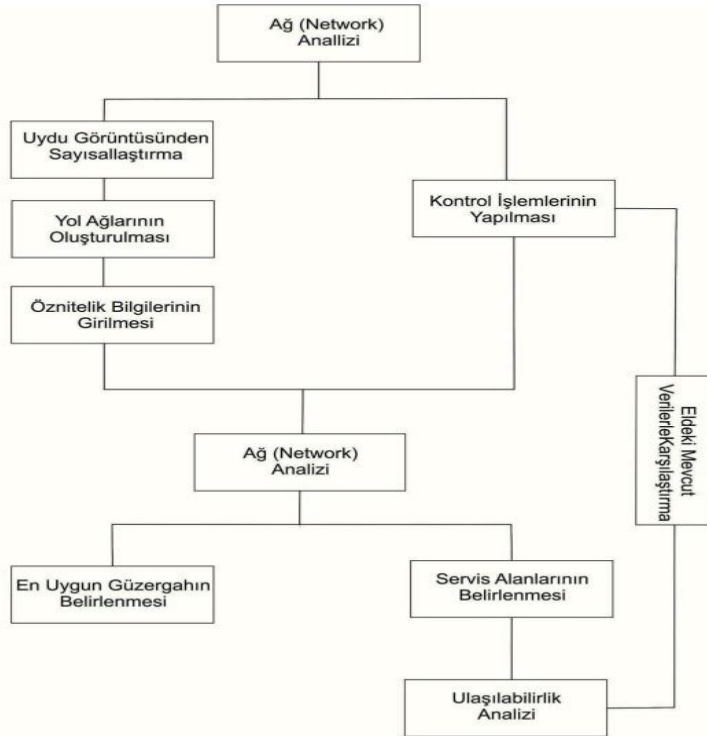 Ağ (Network)
Anallizi
Uydu Görüntüsünden
Sayısallaştırma
Kontrol İşlemlerinin
Yapılması
Yol Ağlarının
Oluşturulması
Öznitelik Bilgilerinin
Girilmesi
Eldeki Mevcut
VerilerleKarşılaştırma
Ağ (Network)
Analizi
En Uygun Güzergahın
Belirlenmesi
Servis Alanlarının
Belirlenmesi
Ulaşılabilirlik
Analizi